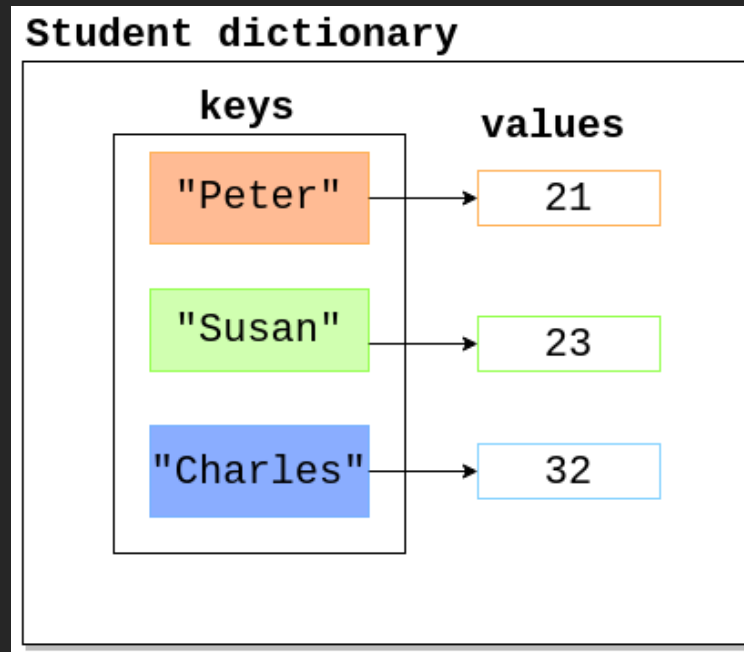 Student dictionary
keys
values
"Peter"
21
"Susan"
23
"Charles"
32